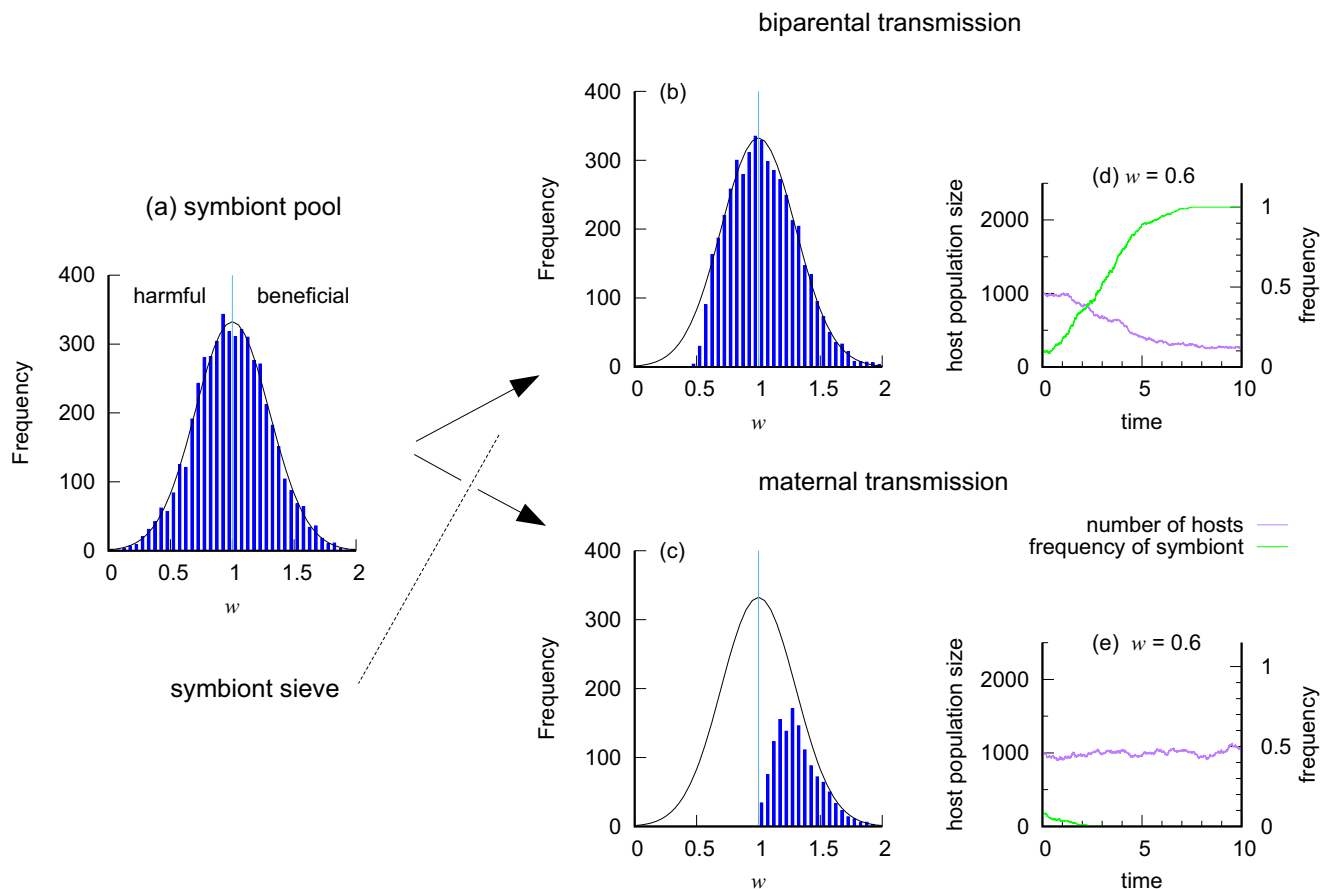 biparental transmission
(a) symbiont pool
Frequency
400
300
200
100
0
harmful
beneficial
0 0.5 1 1.5 2
w
symbiont sieve
(b)
Frequency
400
300
200
100
0
0 0.5 1 1.5 2
w
(d) w = 0.6
host population size
2000
1000
0
1
0.5
0
frequency
0 5 10
time
maternal transmission
number of hosts
frequency of symbiont
(c)
Frequency
400
300
200
100
0
0 0.5 1 1.5 2
w
(e) w = 0.6
host population size
2000
1000
0
1
0.5
0
frequency
0 5 10
time